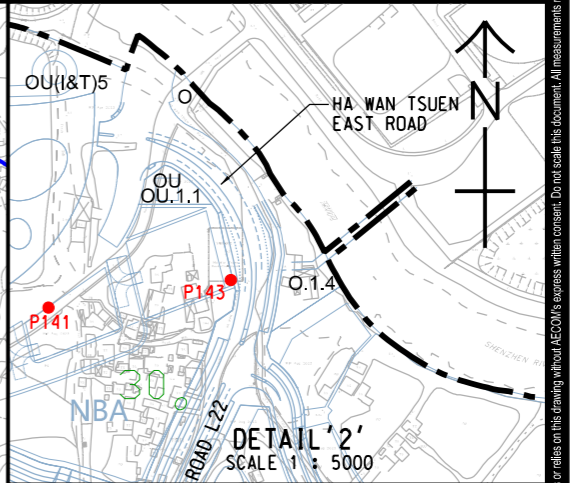 OU(I&T)5
O
HA WAN TSUEN
EAST ROAD
N
OU
OU.1.1
P143
O.1.4
P141
SHENZHEN RIV
30.
NBA
ROAD L22
DETAIL '2'
SCALE 1 : 5000
or relies on this drawing without AECOM's express written consent. Do not scale this document. All measurements